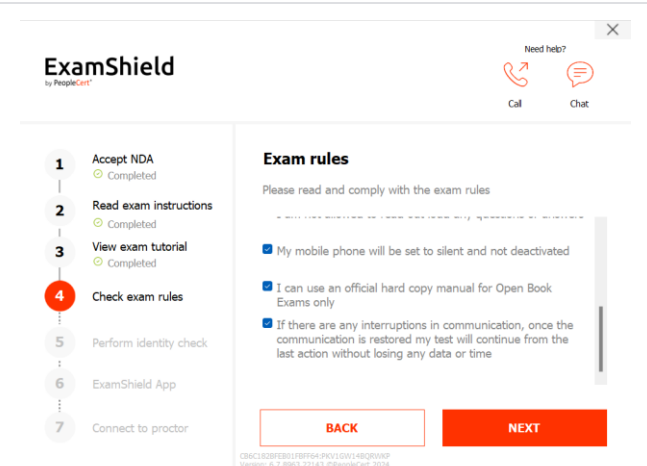 Need help?
ExamShield
by PeopleCert
Call
Chat
1
Accept NDA
Completed
2
Read exam instructions
Completed
3
View exam tutorial
Completed
4
Check exam rules
5
Perform identity check
6
ExamShield App
7
Connect to proctor
Exam rules
Please read and comply with the exam rules
My mobile phone will be set to silent and not deactivated
I can use an official hard copy manual for Open Book
Exams only
If there are any interruptions in communication, once the
communication is restored my test will continue from the
last action without losing any data or time
BACK
NEXT